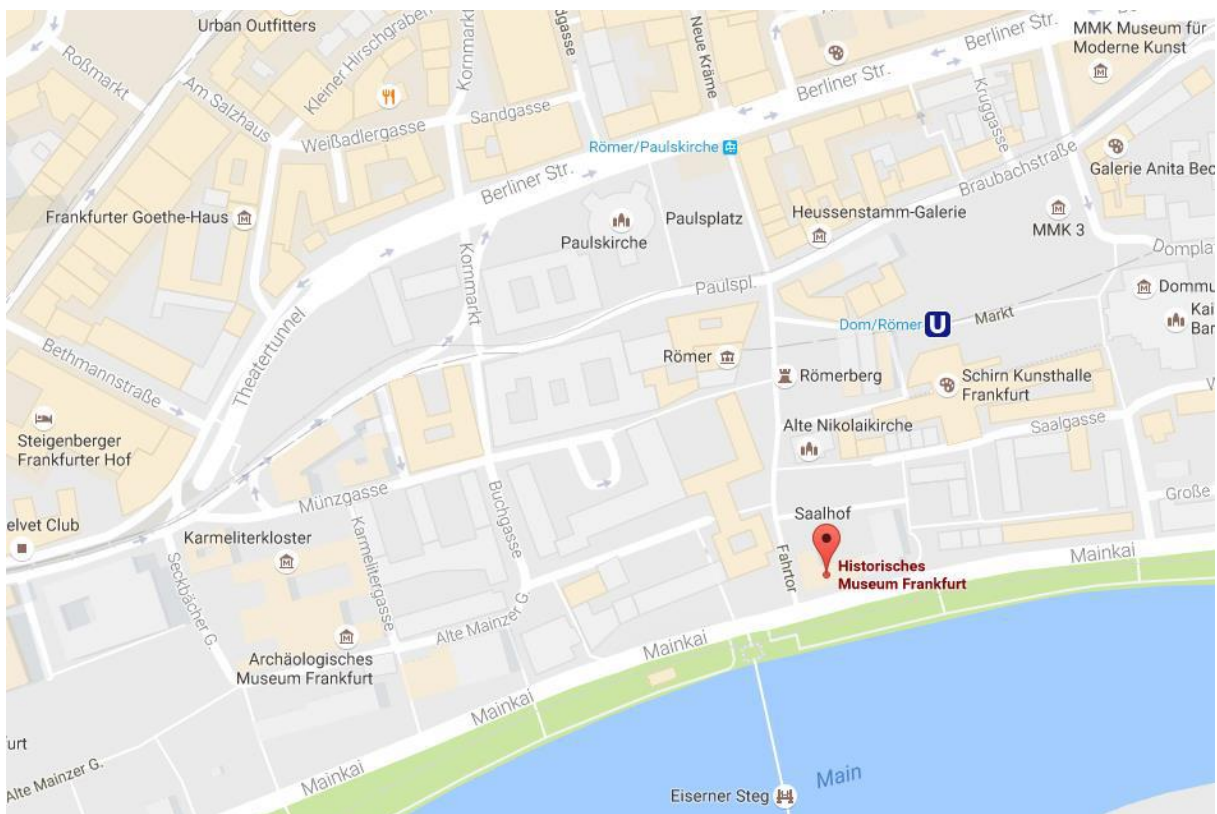 Urban Outfitters
Roßmarkt
Am Salzhaus
Kleiner Hirschgraben
Kornmarkt
Neue Kräme
Berliner Str.
MMK Museum für
Moderne Kunst
Berliner Str.
Sandgasse
Weißadlergasse
Kruggasse
Römer/Paulskirche
Braubachstraße
Galerie Anita Bec
Berliner Str.
Frankfurter Goethe-Haus
Paulskirche
Paulsplatz
Heussenstamm-Galerie
MMK 3
Domplat
Kornmarkt
Paulspl.
Dommu
Theatertunnel
Dom/Römer
U
Markt
Kai
Bar
Bethmannstraße
Römer
Römerberg
Schirn Kunsthalle
Frankfurt
Steigenberger
Frankfurter Hof
Alte Nikolaikirche
Saalgasse
W
Münzgasse
Buchgasse
Große
elvet Club
Karmeliterkloster
Karmelitergasse
Saalhof
Historisches
Museum Frankfurt
Mainkai
Fahrtor
Seckbächer G.
Alte Mainzer G.
Archäologisches
Museum Frankfurt
Mainkai
Mainkai
furt
Alte Mainzer G.
Mainkai
Main
Eiserner Steg